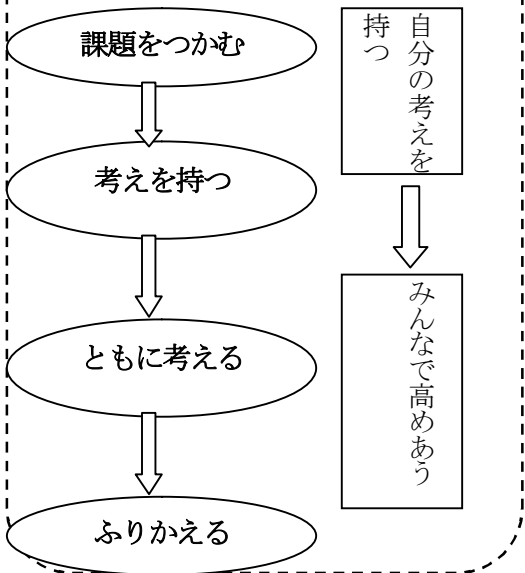 課題をつかむ
考えを持つ
ともに考える
ふりかえる
自分の考えを
持つ
みんなで高めあう